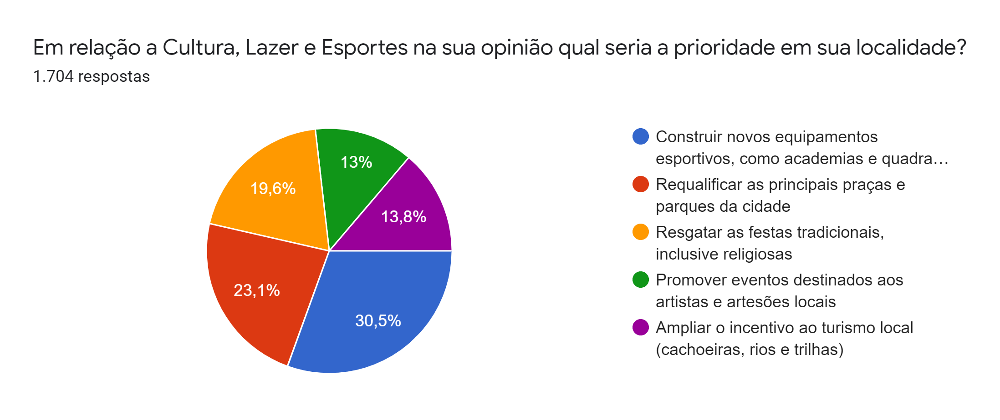 Em relação a Cultura, Lazer e Esportes na sua opinião qual seria a prioridade em sua localidade?
1.704 respostas
13%
19,6%
13,8%
23,1%
30,5%
Construir novos equipamentos
esportivos, como academias e quadra…
Requalificar as principais praças e
parques da cidade
Resgatar as festas tradicionais,
inclusive religiosas
Promover eventos destinados aos
artistas e artesões locais
Ampliar o incentivo ao turismo local
(cachoeiras, rios e trilhas)